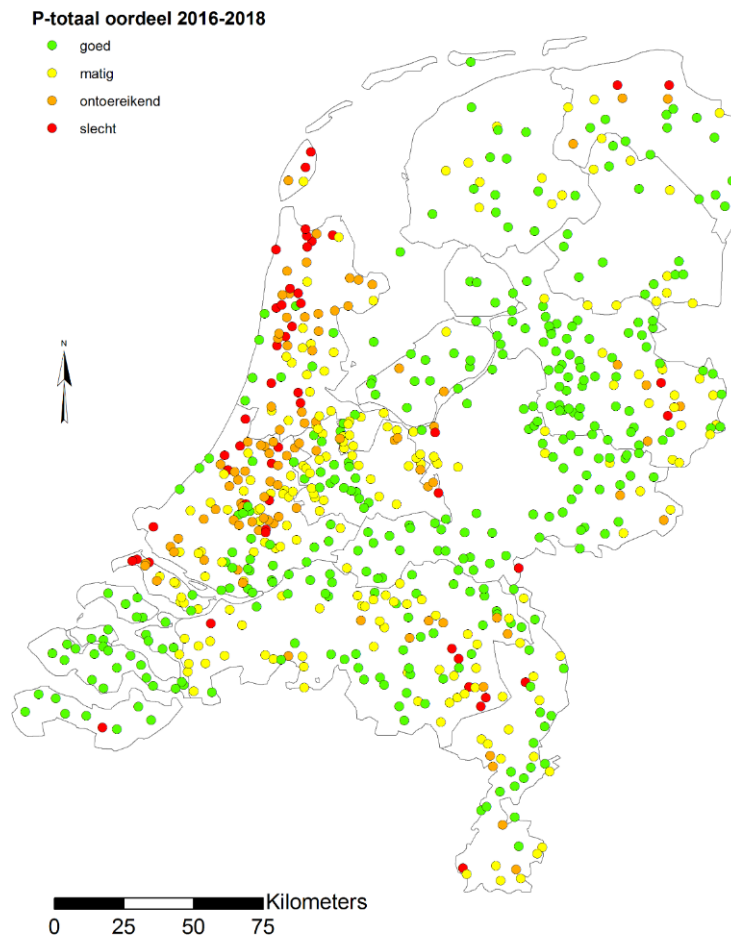 P-totaal oordeel 2016-2018
goed
matig
ontoereikend
slecht
N
Kilometers
0 25 50 75